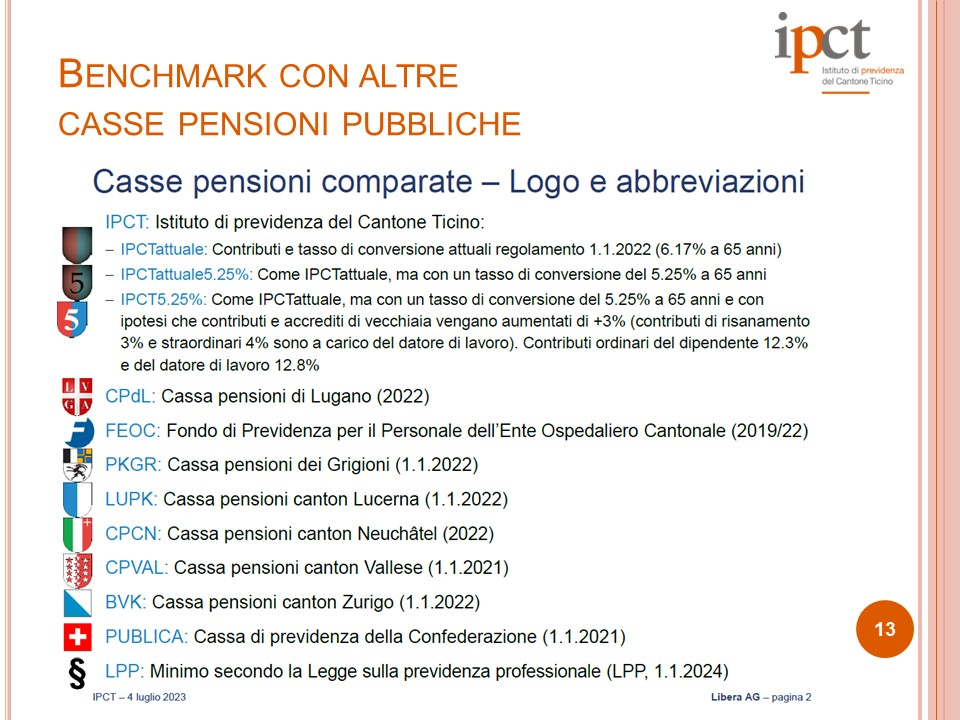 ipct
Istituto di previdenza
del Cantone Ticino
BENCHMARK CON ALTRE
CASSE PENSIONI PUBBLICHE
Casse pensioni comparate – Logo e abbreviazioni
IPCT: Istituto di previdenza del Cantone Ticino:
– IPCTattuale: Contributi e tasso di conversione attuali regolamento 1.1.2022 (6.17% a 65 anni)
5 – IPCTattuale5.25%: Come IPCTattuale, ma con un tasso di conversione del 5.25% a 65 anni
5 – IPCT5.25%: Come IPCTattuale, ma con un tasso di conversione del 5.25% a 65 anni e con
ipotesi che contributi e accrediti di vecchiaia vengano aumentati di +3% (contributi di risanamento
3% e straordinari 4% sono a carico del datore di lavoro). Contributi ordinari del dipendente 12.3%
e del datore di lavoro 12.8%
LVGA CPdL: Cassa pensioni di Lugano (2022)
F FEOC: Fondo di Previdenza per il Personale dell'Ente Ospedaliero Cantonale (2019/22)
PKGR: Cassa pensioni dei Grigioni (1.1.2022)
LUPK: Cassa pensioni canton Lucerna (1.1.2022)
CPCN: Cassa pensioni canton Neuchâtel (2022)
CPVAL: Cassa pensioni canton Vallese (1.1.2021)
BVK: Cassa pensioni canton Zurigo (1.1.2022)
PUBLICA: Cassa di previdenza della Confederazione (1.1.2021)
§ LPP: Minimo secondo la Legge sulla previdenza professionale (LPP, 1.1.2024)
13
IPCT – 4 luglio 2023
Libera AG – pagina 2